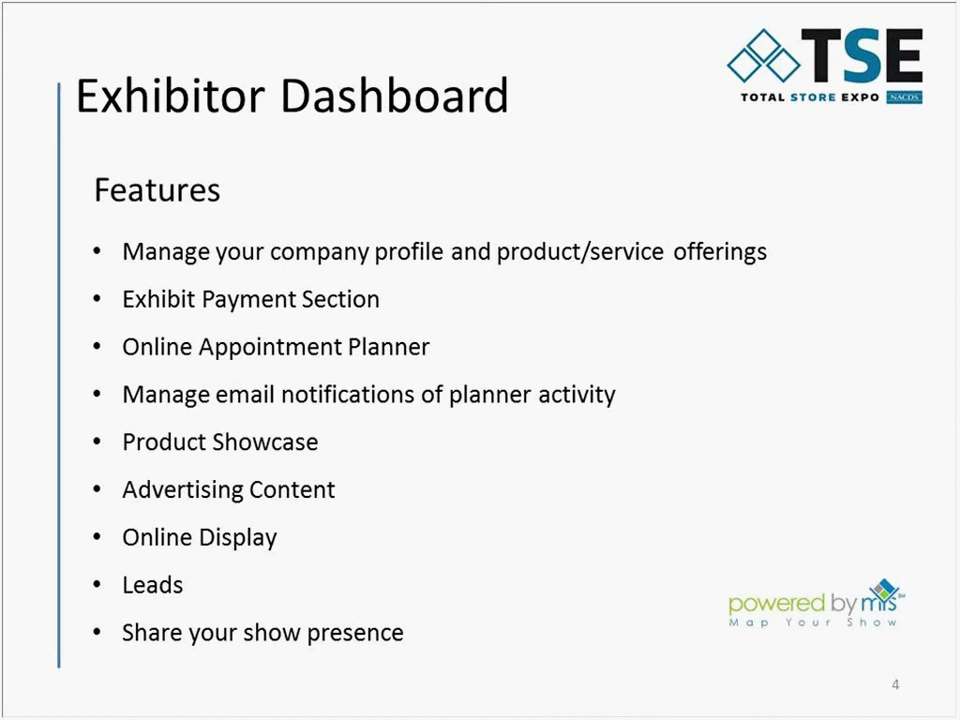 TSE
TOTAL STORE EXPO NACDS
Exhibitor Dashboard
Features
• Manage your company profile and product/service offerings
• Exhibit Payment Section
• Online Appointment Planner
• Manage email notifications of planner activity
• Product Showcase
• Advertising Content
• Online Display
• Leads
• Share your show presence
powered by mys SM
Map Your Show
4